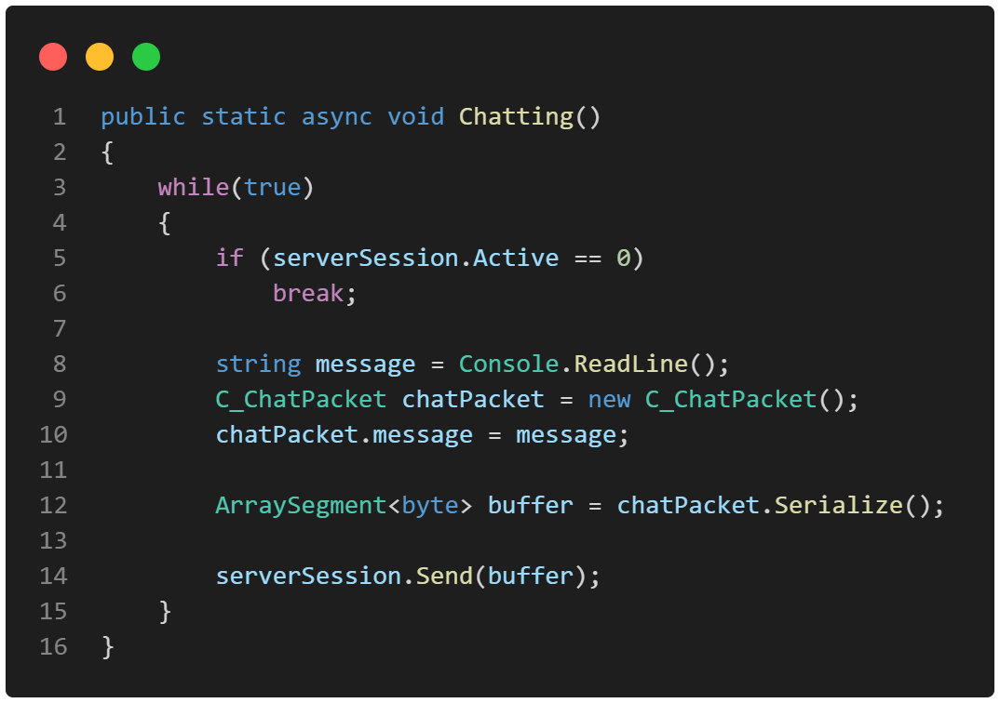 1 public static async void Chatting()
2 {
3     while(true)
4     {
5         if (serverSession.Active == 0)
6             break;
7
8         string message = Console.ReadLine();
9         C_ChatPacket chatPacket = new C_ChatPacket();
10         chatPacket.message = message;
11
12         ArraySegment<byte> buffer = chatPacket.Serialize();
13
14         serverSession.Send(buffer);
15     }
16 }